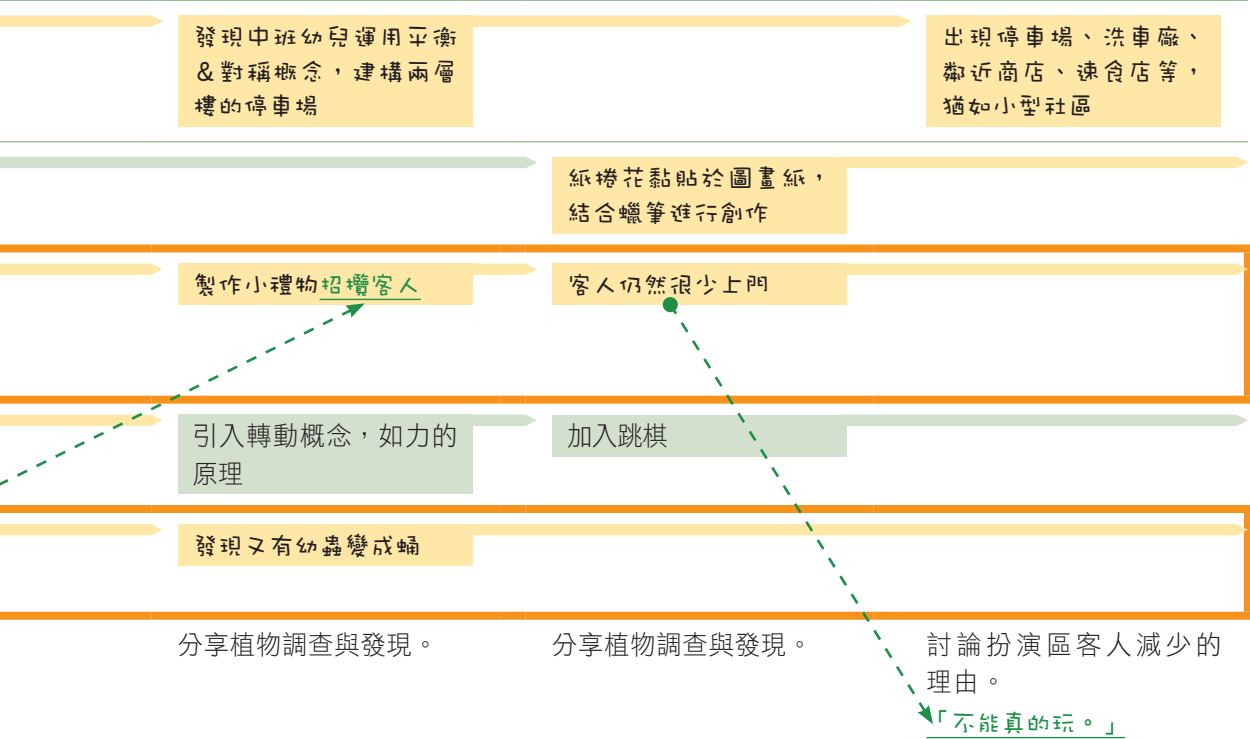 發現中班幼兒運用平衡
&對稱概念，建構兩層
樓的停車場
出現停車場、洗車廠、
鄰近商店、速食店等，
猶如小型社區
紙捲花黏貼於圖畫紙，
結合蠟筆進行創作
製作小禮物招攬客人
客人仍然很少上門
引入轉動概念，如力的
原理
加入跳棋
發現又有幼蟲變成蛹
分享植物調查與發現。
分享植物調查與發現。
討論扮演區客人減少的
理由。
「不能真的玩。」